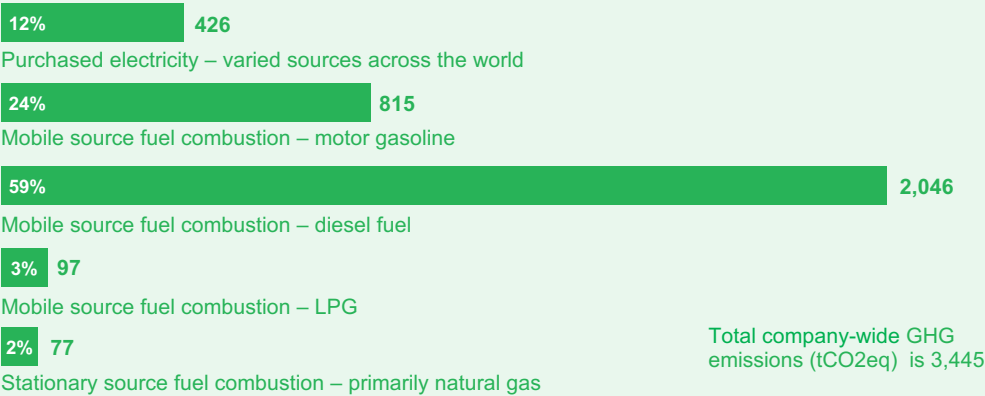 12% 426
Purchased electricity – varied sources across the world
24% 815
Mobile source fuel combustion – motor gasoline
59% 2,046
Mobile source fuel combustion – diesel fuel
3% 97
Mobile source fuel combustion – LPG
2% 77
Stationary source fuel combustion – primarily natural gas
Total company-wide GHG
emissions (tCO2eq) is 3,445